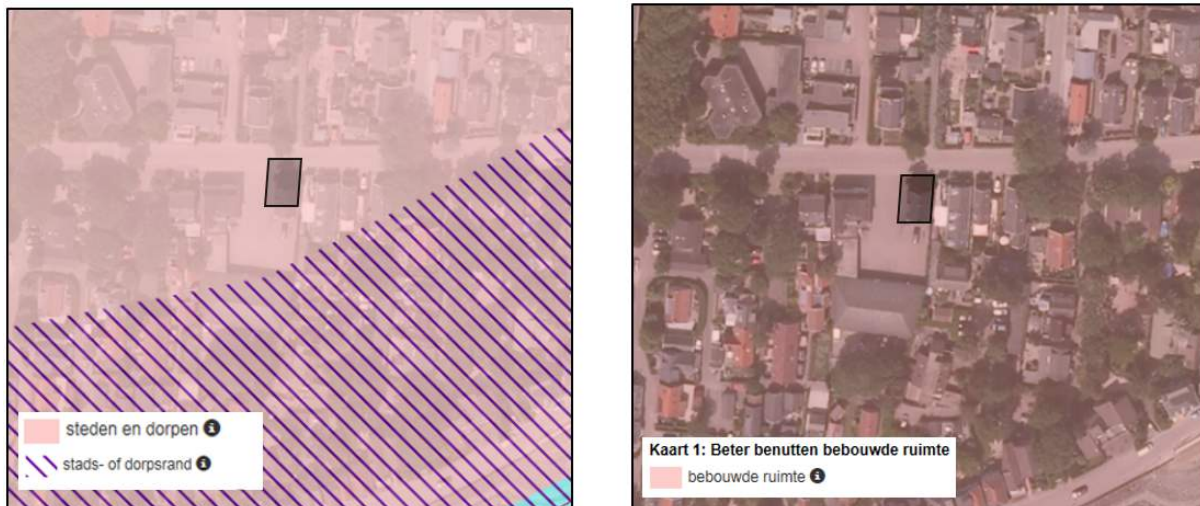 steden en dorpen
stads- of dorpsrand
Kaart 1: Beter benutten bebouwde ruimte
bebouwde ruimte